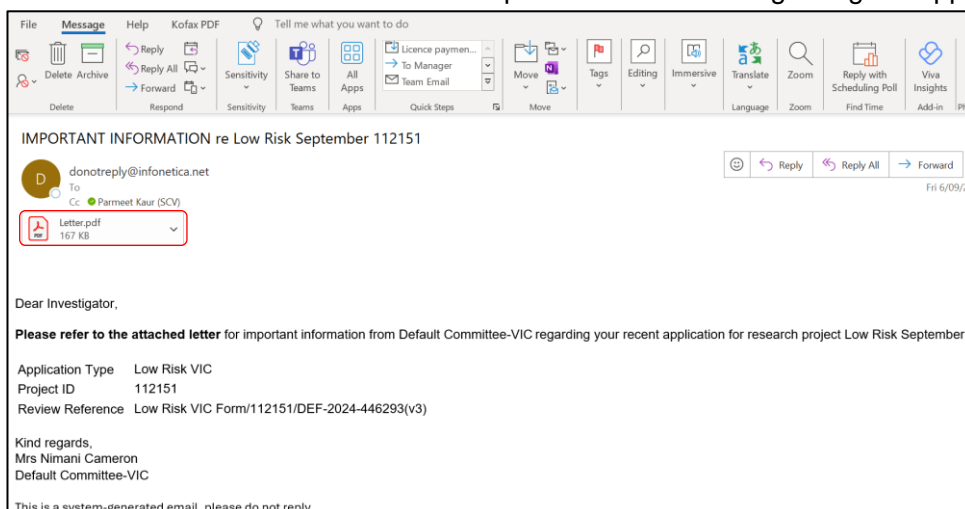 File Message Help Kofax PDF Tell me what you want to do
Delete Archive
Reply
Reply All
Forward
Sensitivity
Share to Teams
All Apps
Licence paymen...
To Manager
Team Email
Move
Tags
Editing
Immersive
Translate
Zoom
Reply with Scheduling Poll
Viva Insights
Delete Respond Sensitivity Teams Apps Quick Steps Move Language Zoom Find Time Add-in
IMPORTANT INFORMATION re Low Risk September 112151
D
donotreply@infonetica.net
To
Cc Parmeet Kaur (SCV)
Reply Reply All Forward
Fri 6/09/
Letter.pdf
167 KB
Dear Investigator,
Please refer to the attached letter for important information from Default Committee-VIC regarding your recent application for research project Low Risk September
Application Type Low Risk VIC
Project ID 112151
Review Reference Low Risk VIC Form/112151/DEF-2024-446293(v3)
Kind regards,
Mrs Nimani Cameron
Default Committee-VIC
This is a system-generated email, please do not reply